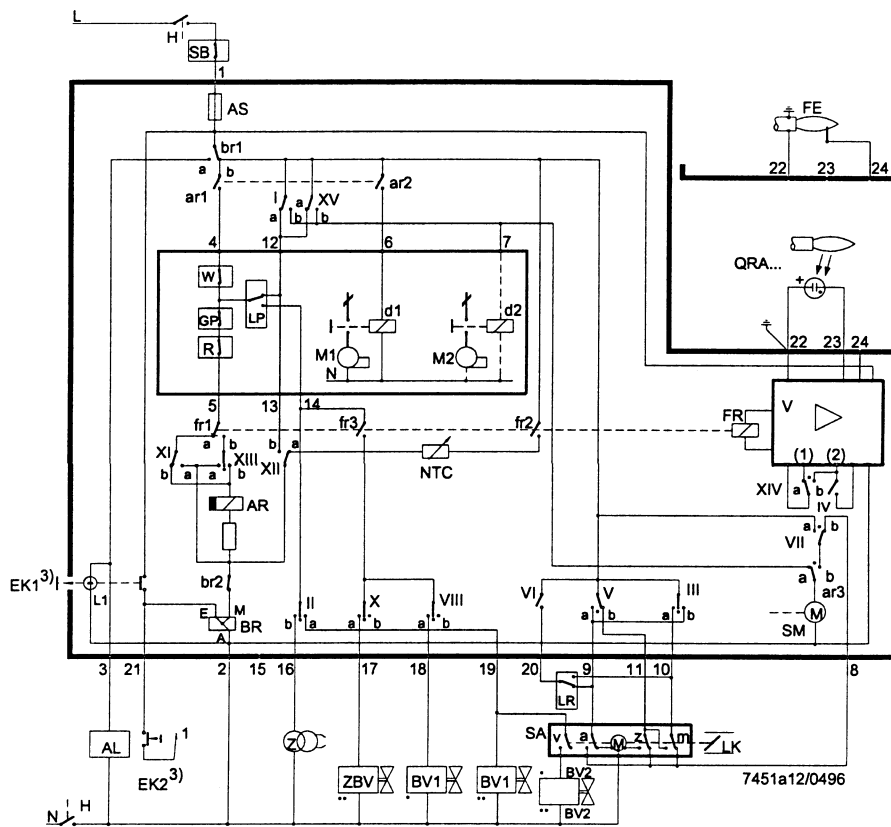 L
H
SB
1
AS
FE
br1
22 23 24
a b
ar1 ar2
I a XV
a b b
QRA...
+
4 12 6 7
W
LP
d1 d2
GP
22 23 24
R
M1 M2
N
V
5 13 14
FR
fr1 fr3 fr2
b a
XI b XIII
(1) (2)
b a a b XII
NTC
XIV a b
IV
AR
a b
VII
EK1 3)
br2
a b
ar3
L1
VI V III
E M
II X VIII
M
BR
b a a b a b
a b a b
SM
A
3 21 2 15 16 17 18 19 20 9 11 10 8
LR
SA
v a M z m
LK
AL
1
Z
EK2 3)
ZBV BV1 BV1 BV2
BV2
7451a12/0496
N H